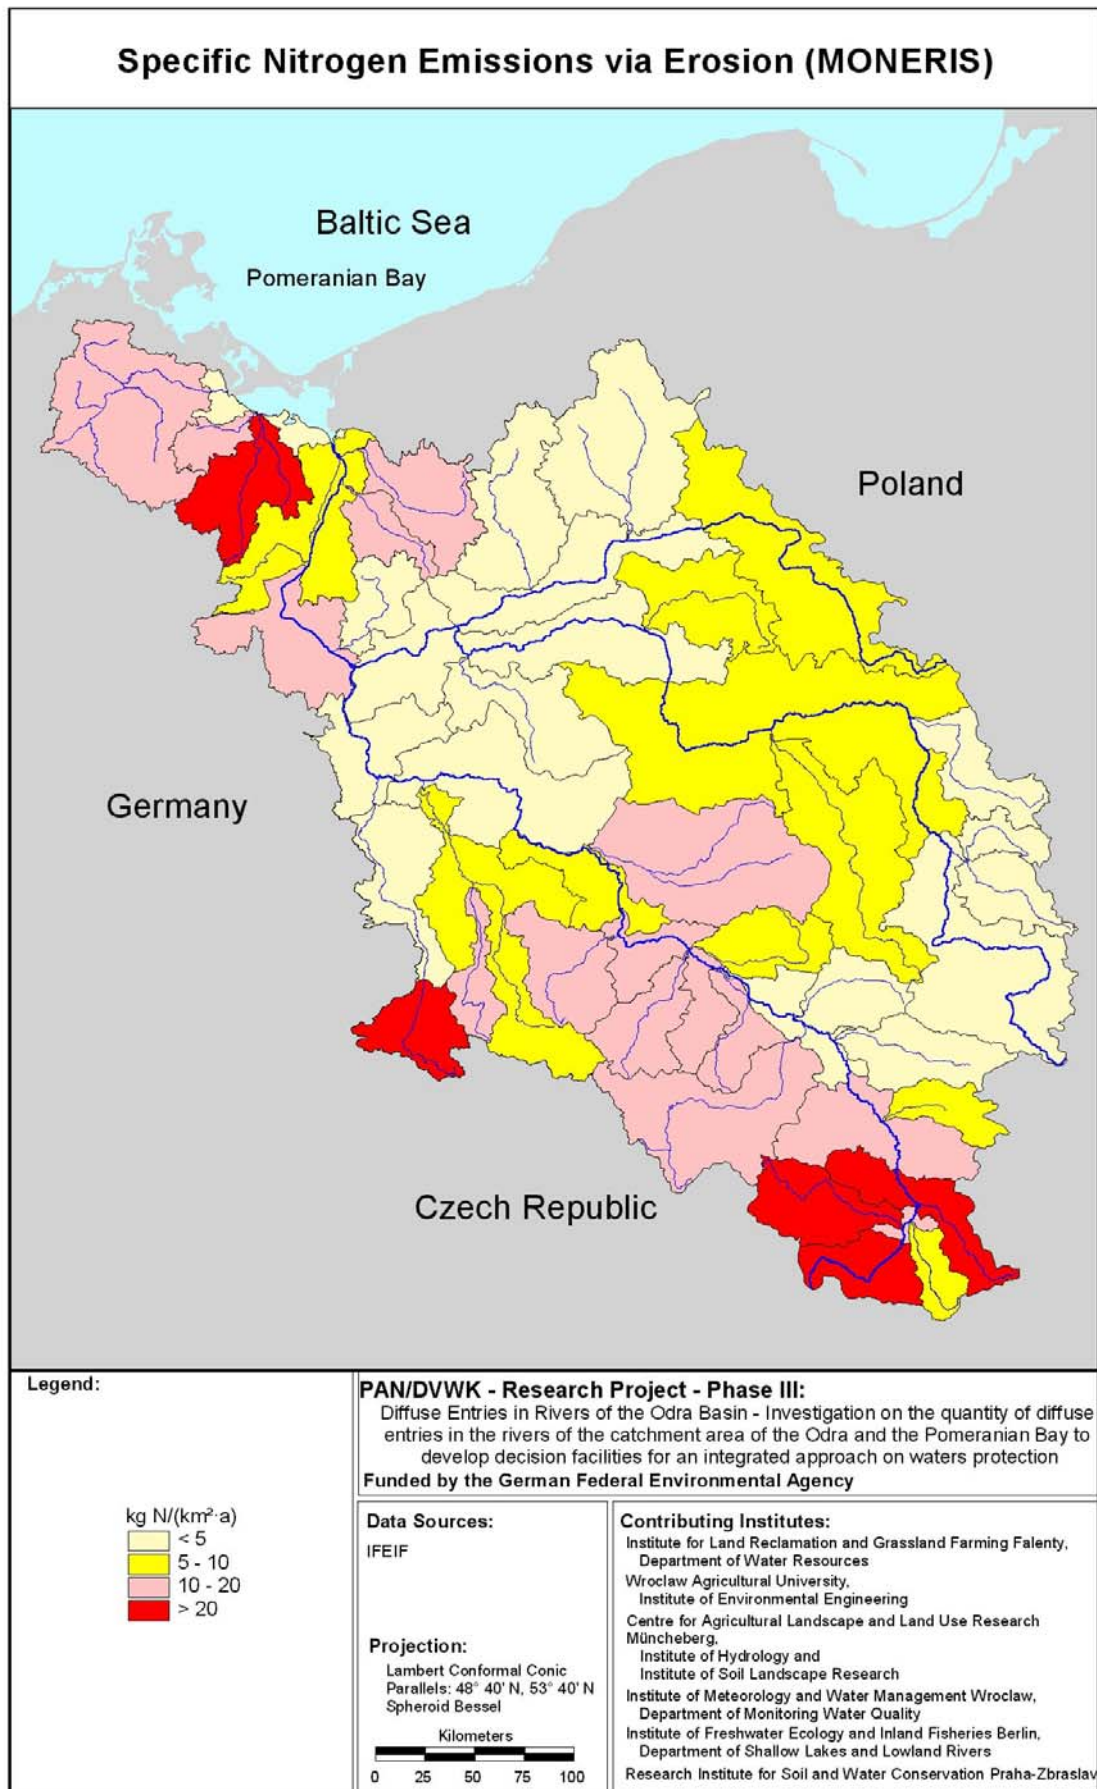 Specific Nitrogen Emissions via Erosion (MONERIS)
Baltic Sea
Pomeranian Bay
Poland
Germany
Czech Republic
Legend:
kg N/(km²·a)
< 5
5 - 10
10 - 20
> 20
PAN/DVWK - Research Project - Phase III:
Diffuse Entries in Rivers of the Odra Basin - Investigation on the quantity of diffuse
entries in the rivers of the catchment area of the Odra and the Pomeranian Bay to
develop decision facilities for an integrated approach on waters protection
Funded by the German Federal Environmental Agency
Data Sources:
IFEIF
Projection:
Lambert Conformal Conic
Parallels: 48° 40' N, 53° 40' N
Spheroid Bessel
Kilometers
0 25 50 75 100
Contributing Institutes:
Institute for Land Reclamation and Grassland Farming Falenty,
Department of Water Resources
Wroclaw Agricultural University,
Institute of Environmental Engineering
Centre for Agricultural Landscape and Land Use Research
Müncheberg,
Institute of Hydrology and
Institute of Soil Landscape Research
Institute of Meteorology and Water Management Wroclaw,
Department of Monitoring Water Quality
Institute of Freshwater Ecology and Inland Fisheries Berlin,
Department of Shallow Lakes and Lowland Rivers
Research Institute for Soil and Water Conservation Praha-Zbraslav